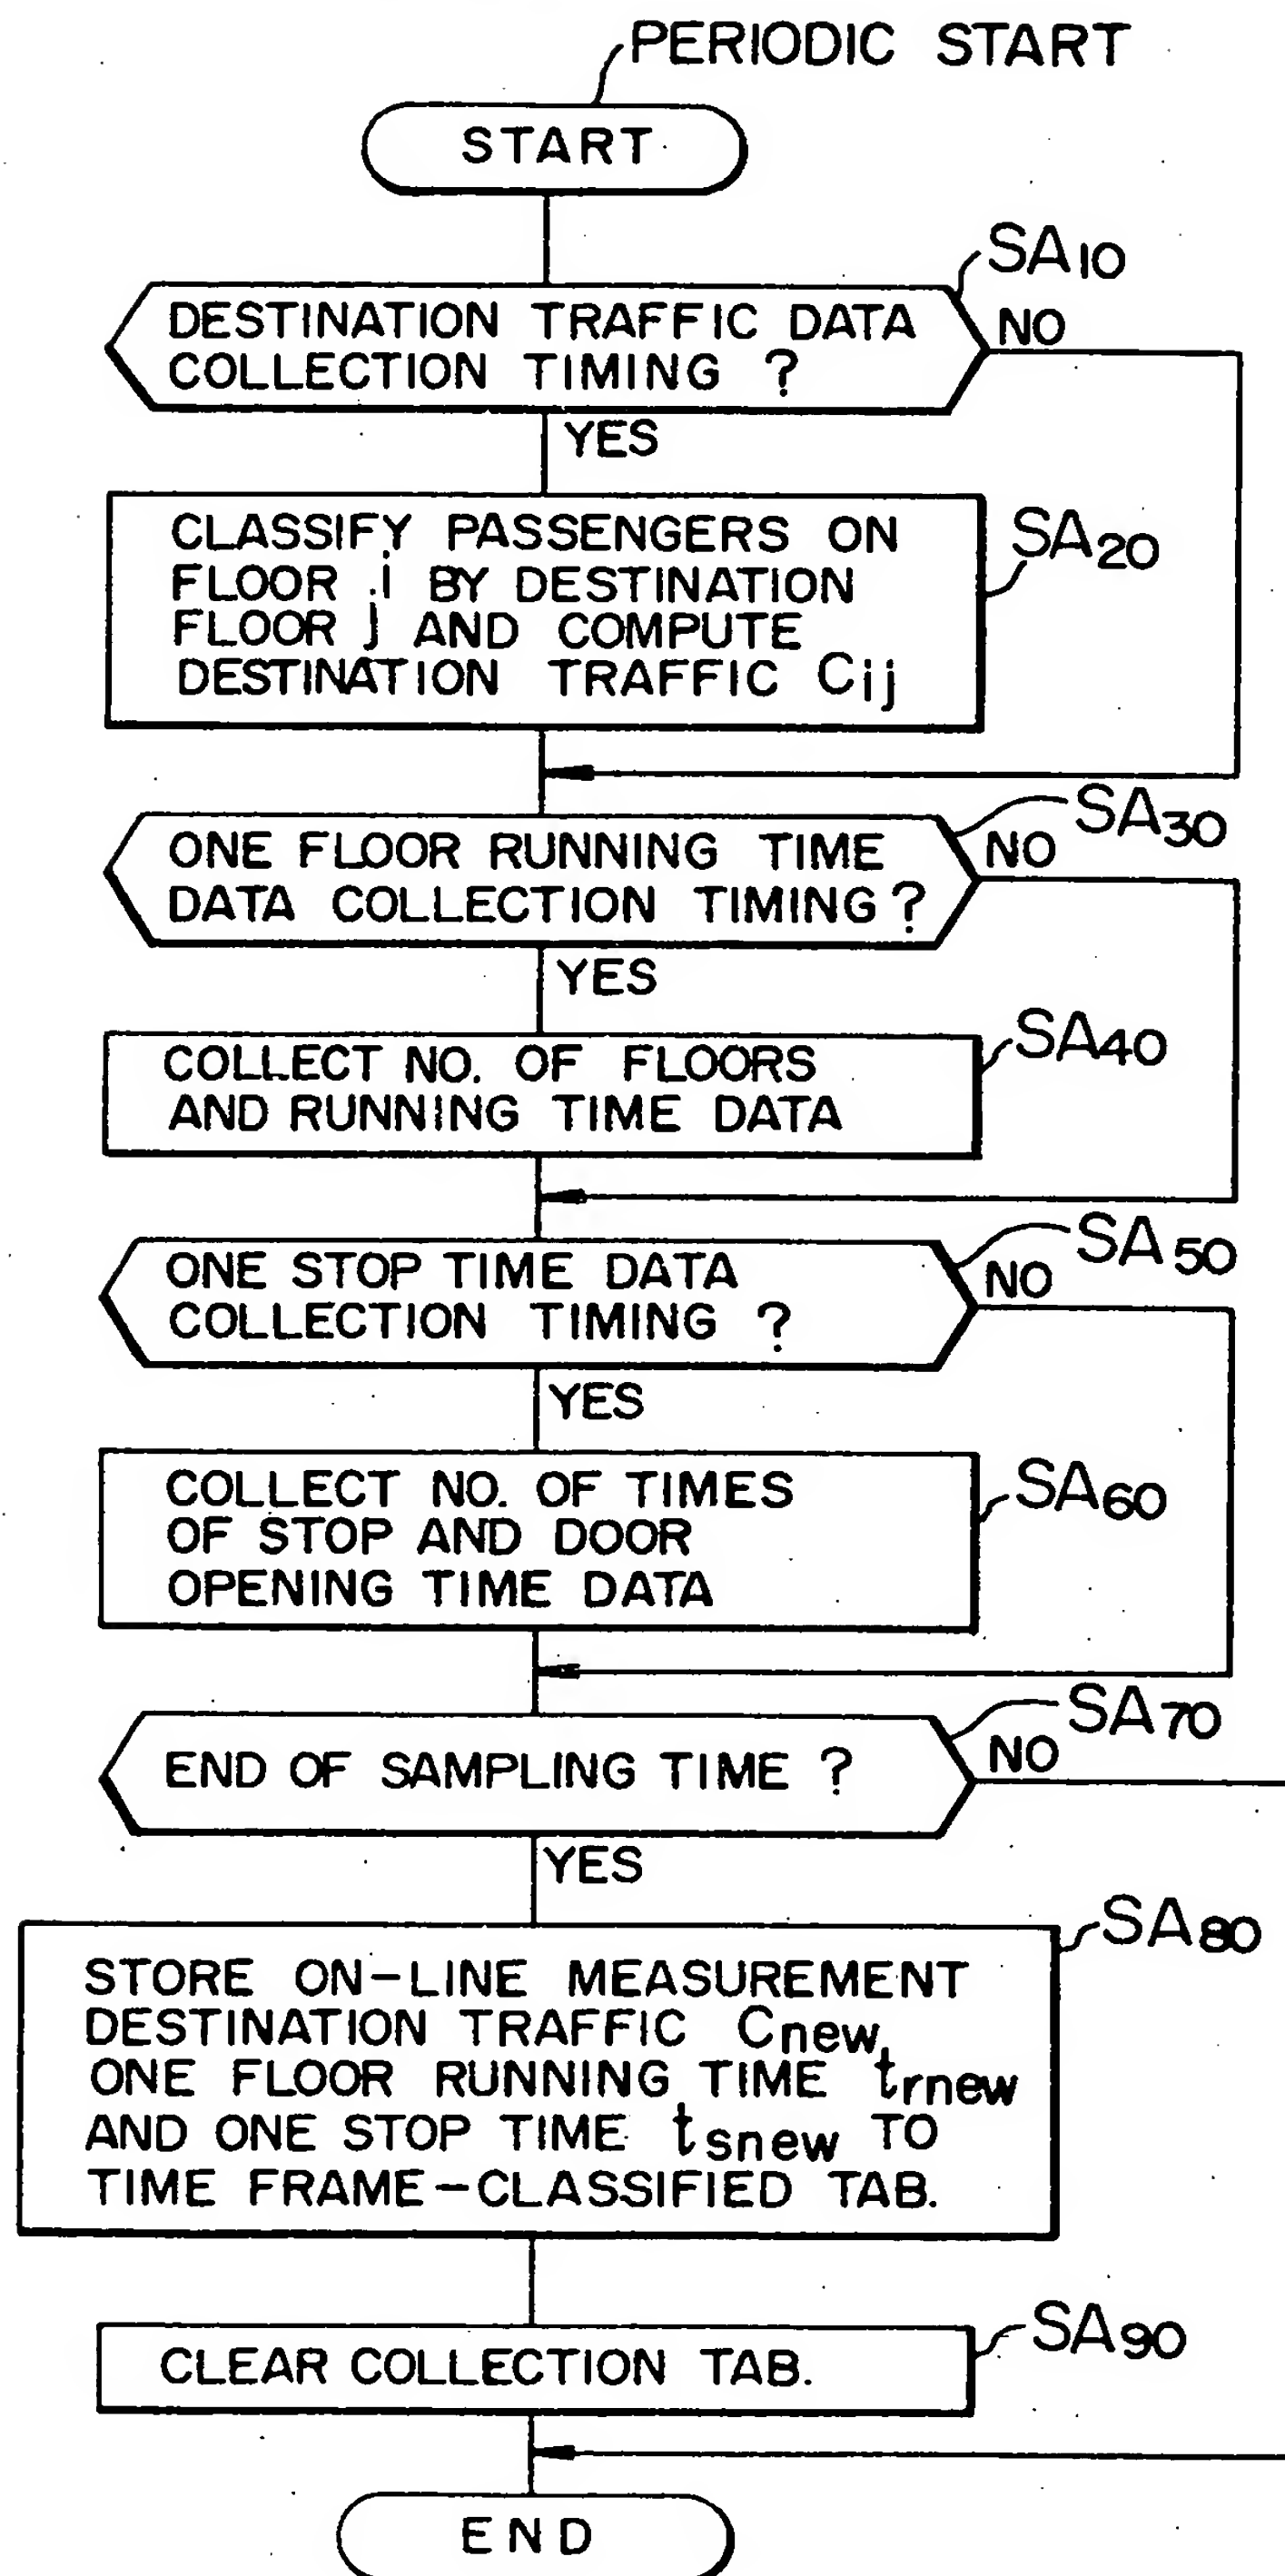 PERIODIC START
START
SA10
DESTINATION TRAFFIC DATA
NO
COLLECTION TIMING ?
YES
CLASSIFY PASSENGERS ON
SA20
FLOOR i BY DESTINATION
FLOOR j AND COMPUTE
DESTINATION TRAFFIC Cij
SA30
ONE FLOOR RUNNING TIME
NO
DATA COLLECTION TIMING ?
YES
SA40
COLLECT NO. OF FLOORS
AND RUNNING TIME DATA
SA50
ONE STOP TIME DATA
NO
COLLECTION TIMING ?
YES
COLLECT NO. OF TIMES
SA60
OF STOP AND DOOR
OPENING TIME DATA
SA70
END OF SAMPLING TIME ?
NO
YES
SA80
STORE ON-LINE MEASUREMENT
DESTINATION TRAFFIC Cnew,
ONE FLOOR RUNNING TIME trnew
AND ONE STOP TIME tsnew TO
TIME FRAME-CLASSIFIED TAB.
SA90
CLEAR COLLECTION TAB.
END